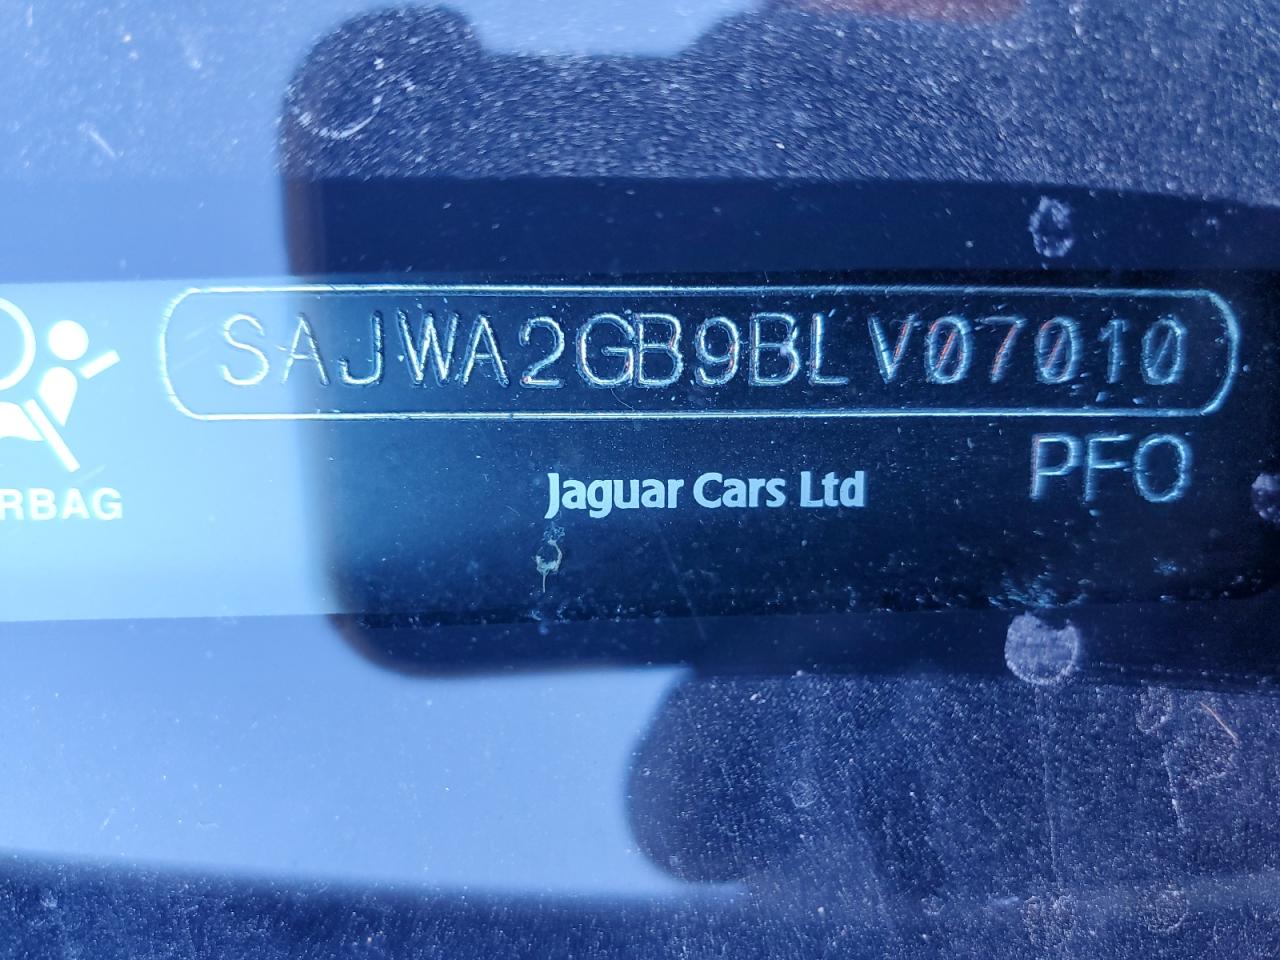 SAJWA2GB9BLV07010
PFO
Jaguar Cars Ltd
RBAG